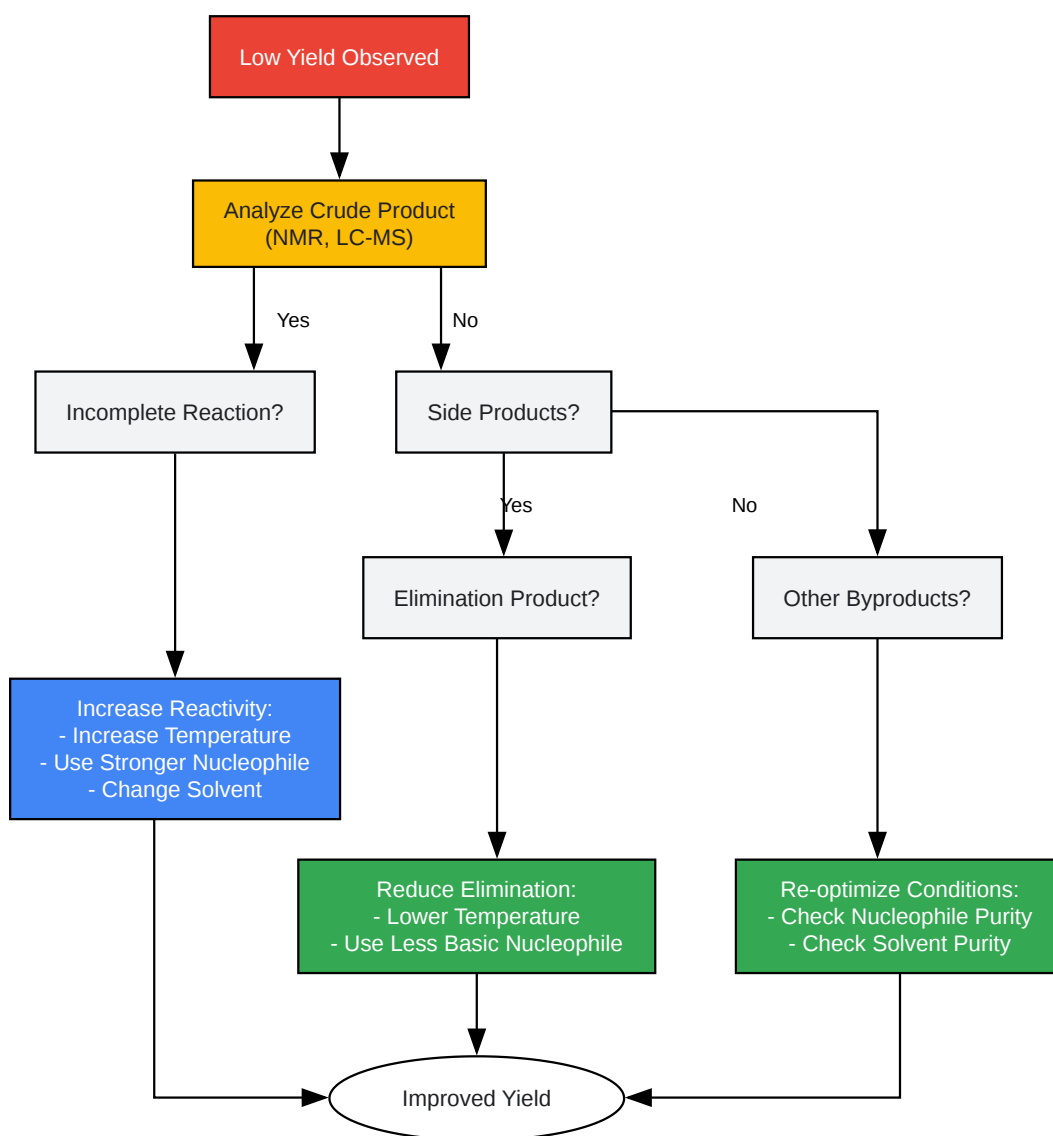 Low Yield Observed
Analyze Crude Product
(NMR, LC-MS)
Yes
No
Incomplete Reaction?
Side Products?
Yes
No
Elimination Product?
Other Byproducts?
Increase Reactivity:
- Increase Temperature
- Use Stronger Nucleophile
- Change Solvent
Reduce Elimination:
- Lower Temperature
- Use Less Basic Nucleophile
Re-optimize Conditions:
- Check Nucleophile Purity
- Check Solvent Purity
Improved Yield